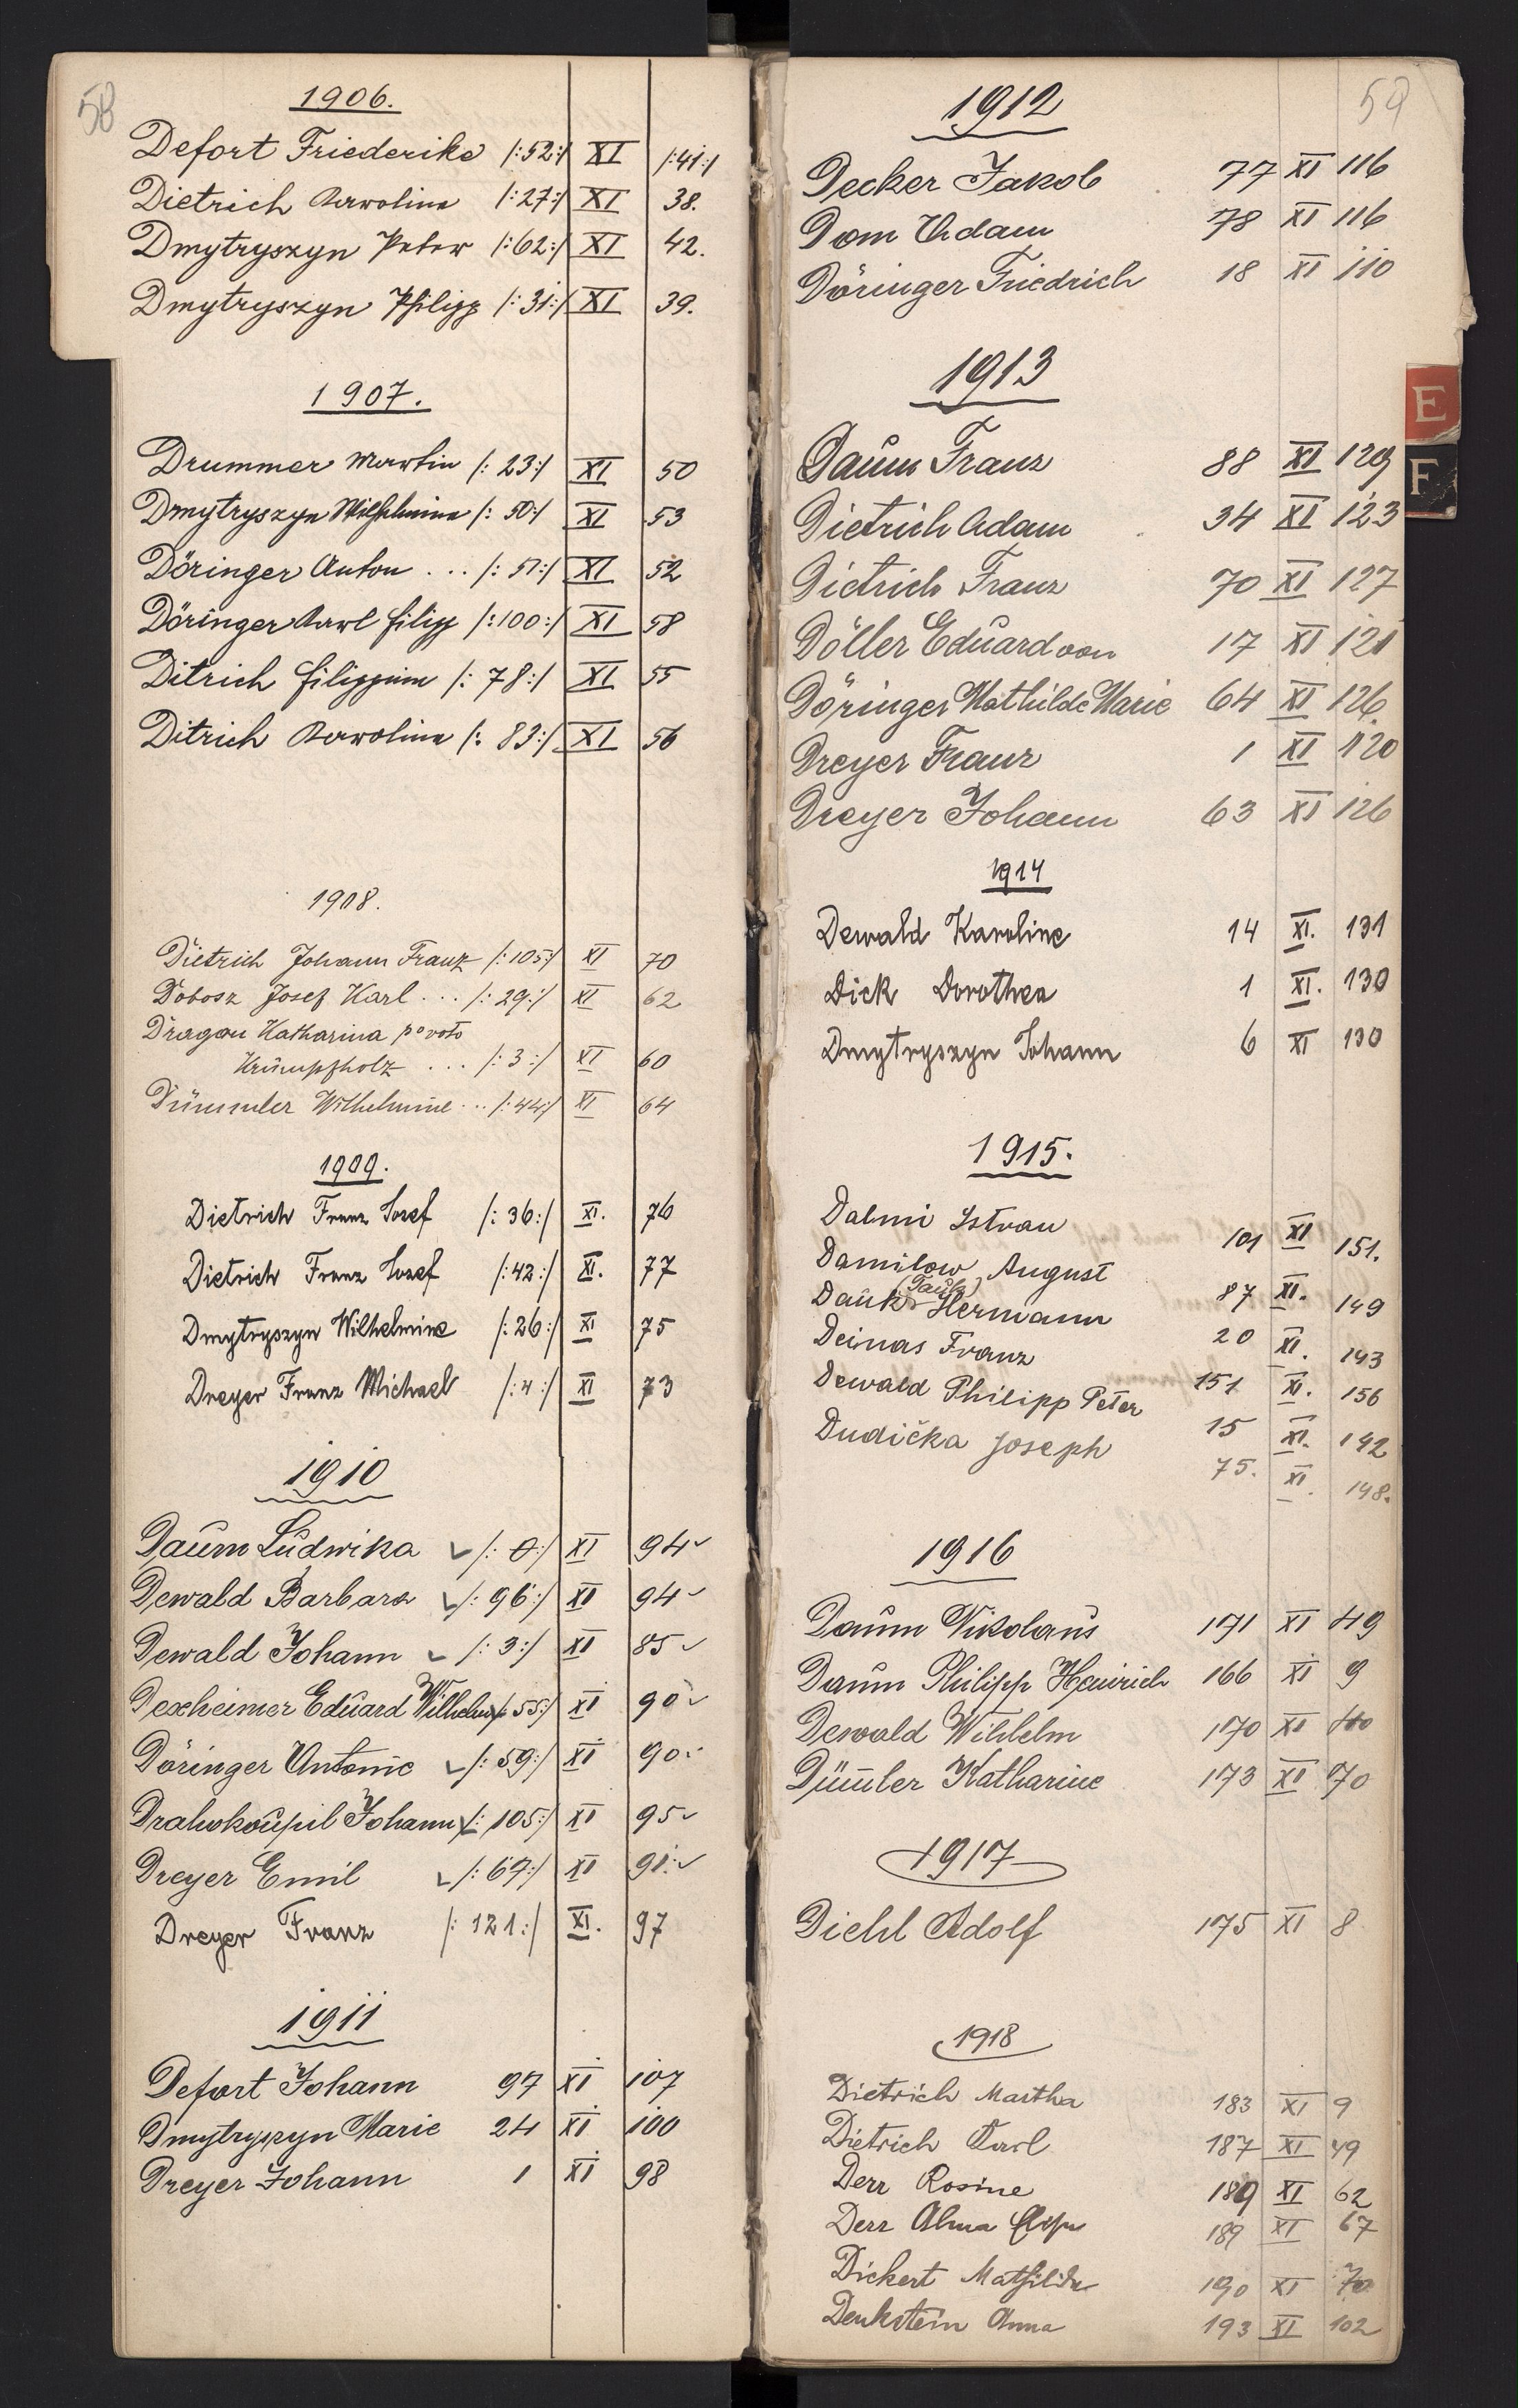 58
1906.
Defort Friederike /:52:/ XI /:41:/
Dietrich Karoline /:27:/ XI 38.
Dmytryszyn Peter /:62:/ XI 42.
Dmytryszyn Philipp /:31:/ XI 39.
1907.
Drummer Martin /: 23:/ XI 50
Dmytryszyn Wilhelmine /: 50:/ XI 53
Döringer Anton ... /: 51:/ XI 52
Döringer Karl Filipp /:100:/ XI 58
Ditrich Filippine /: 78:/ XI 55
Ditrich Karoline /: 83:/ XI 56
1908.
Dietrich Johann Franz /:105:/ XI 70
Dobosz Josef Karl ... /: 29:/ XI 62
Dragan Katharina po voto
Krumpfholz ... /: 3:/ XI 60
Dümmler Wilhelmine ... /:44:/ XI 64
1909.
Dietrich Franz Josef /: 36:/ XI. 76
Dietrich Franz Josef /:42:/ XI. 77
Dmytryszyn Wilhelmine /:26:/ XI 75
Dreyer Franz Michael /:4:/ XI 73
1910
Daum Ludwika /: :/ XI 94
Dewald Barbara /: 96:/ XI 94
Dewald Johann /: 3:/ XI 85
Dexheimer Eduard Wilhelm /: 55:/ XI 90
Döringer Antonie /: 59:/ XI 90
Drahokoupil Johann /: 105:/ XI 95
Dreyer Emil /: 67:/ XI 91
Dreyer Franz /: 121:/ XI. 97
1911
Defort Johann 97 XI 107
Dmytryszyn Marie 24 XI 100
Dreyer Johann 1 XI 98
59
1912
Decker Jakob 77 XI 116
Dom Adam 78 XI 116
Döringer Friedrich 18 XI 110
1913
E
Daum Franz 88 XI 129
F
Dietrich Adam 34 XI 123
Dietrich Franz 70 XI 127
Döller Eduard von 17 XI 121
Döringer Mathilde Marie 64 XI 126
Dreyer Franz 1 XI 120
Dreyer Johann 63 XI 126
1914
Dewald Karoline 14 XI. 131
Dick Dorothea 1 XI. 130
Dmytryszyn Johann 6 XI 130
1915.
Dalmi Istvan 101 XI 151.
Damilow August 87 XI. 149
(Taub)
Dauk Hermann 20 XI. 143
Deinas Franz 151 XI. 156
Dewald Philipp Peter 15 XI. 142
Dudička Joseph 75. XI. 148.
1916
Daum Nikolaus 171 XI 49
Daum Philipp Heinrich 166 XI 9
Dewald Wilhelm 170 XI
Dümler Katharine 173 XI 70
1917
Diehl Adolf 175 XI 8
1918
Dietrich Martha 183 XI 9
Dietrich Karl 187 XI 49
Derr Rosine 189 XI 62
Derr Alma 189 XI 67
Dickert Mathilde 190 XI 70
Denkstein Anna 193 XI 102